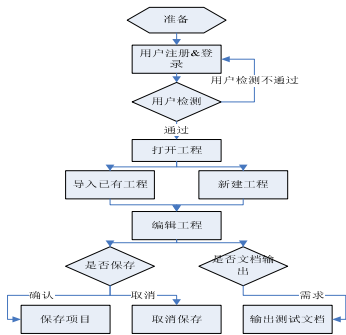 准备
用户注册&登
录
用户检测不通过
用户检测
通过
打开工程
导入已有工程
新建工程
编辑工程
是否保存
是否文档输
出
确认
取消
需求
保存项目
取消保存
输出测试文档